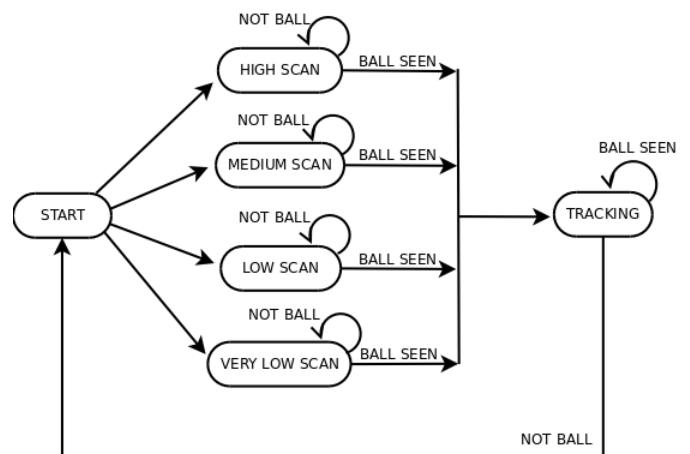 NOT BALL
HIGH SCAN
BALL SEEN
NOT BALL
MEDIUM SCAN
BALL SEEN
BALL SEEN
START
TRACKING
NOT BALL
LOW SCAN
BALL SEEN
NOT BALL
VERY LOW SCAN
BALL SEEN
NOT BALL